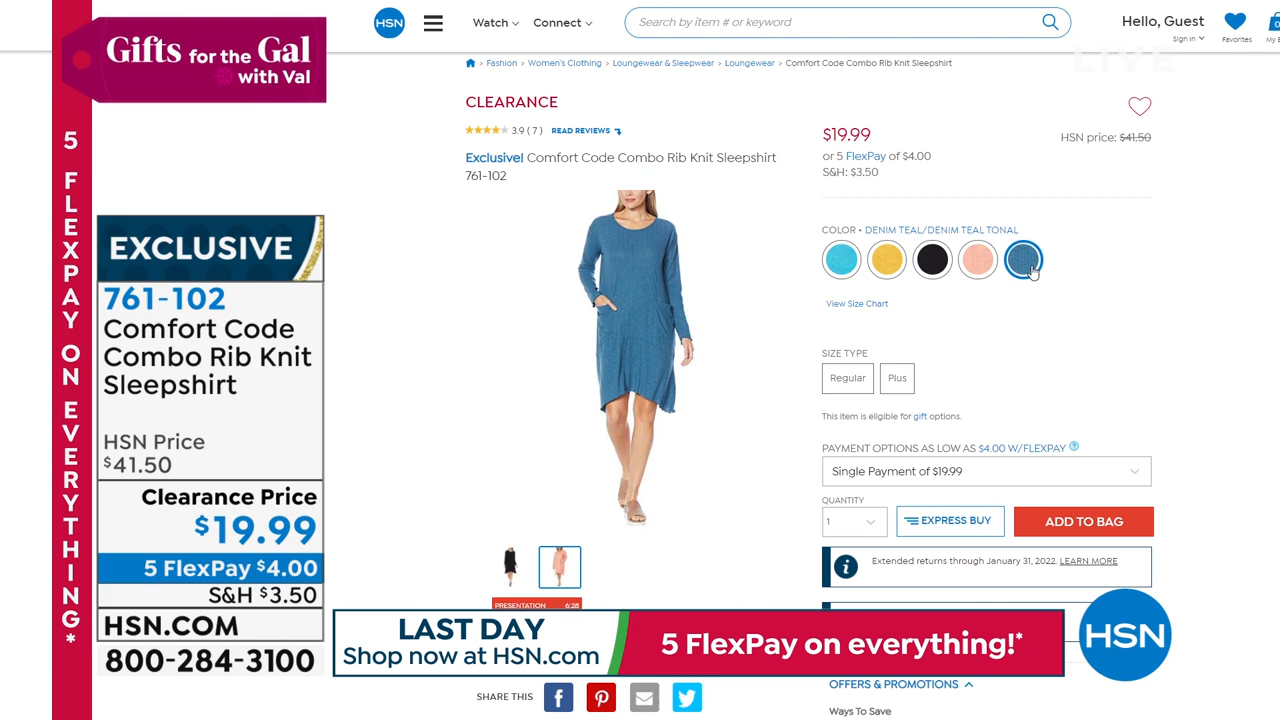 Gifts for the Gal
with Val
5 FLEXPAY ON EVERYTHING*
EXCLUSIVE
761-102
Comfort Code
Combo Rib Knit
Sleepshirt
HSN Price
$41.50
Clearance Price
$19.99
5 FlexPay $4.00
S&H $3.50
HSN.COM
800-284-3100
HSN
Watch
Connect
Search by item # or keyword
Hello, Guest
Sign In
Favorites
LIVE
> Fashion > Women's Clothing > Loungewear & Sleepwear > Loungewear > Comfort Code Combo Rib Knit Sleepshirt
CLEARANCE
3.9 ( 7 ) READ REVIEWS
Exclusive! Comfort Code Combo Rib Knit Sleepshirt
761-102
$19.99
HSN price: $41.50
or 5 FlexPay of $4.00
S&H: $3.50
COLOR • DENIM TEAL/DENIM TEAL TONAL
View Size Chart
SIZE TYPE
Regular
Plus
This item is eligible for gift options.
PAYMENT OPTIONS AS LOW AS $4.00 W/FLEXPAY ?
Single Payment of $19.99
QUANTITY
1
EXPRESS BUY
ADD TO BAG
i
Extended returns through January 31, 2022. LEARN MORE
PRESENTATION 6:28
LAST DAY
Shop now at HSN.com
5 FlexPay on everything!*
HSN
SHARE THIS
OFFERS & PROMOTIONS
Ways To Save